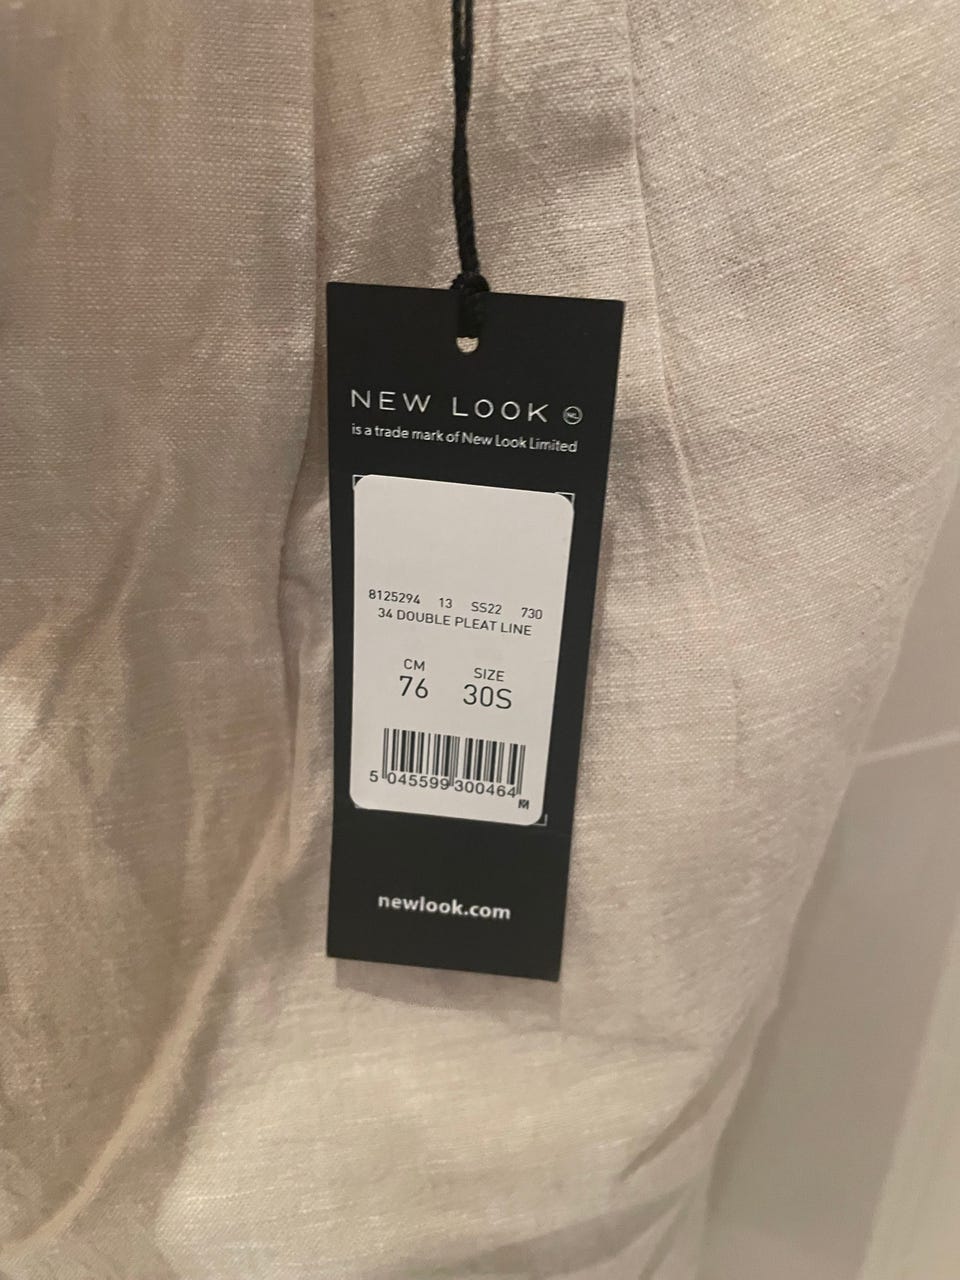 NEW LOOK NL
is a trade mark of New Look Limited
8125294 13 SS22 730
34 DOUBLE PLEAT LINE
CM SIZE
76 30S
5 045599 300464
M
newlook.com